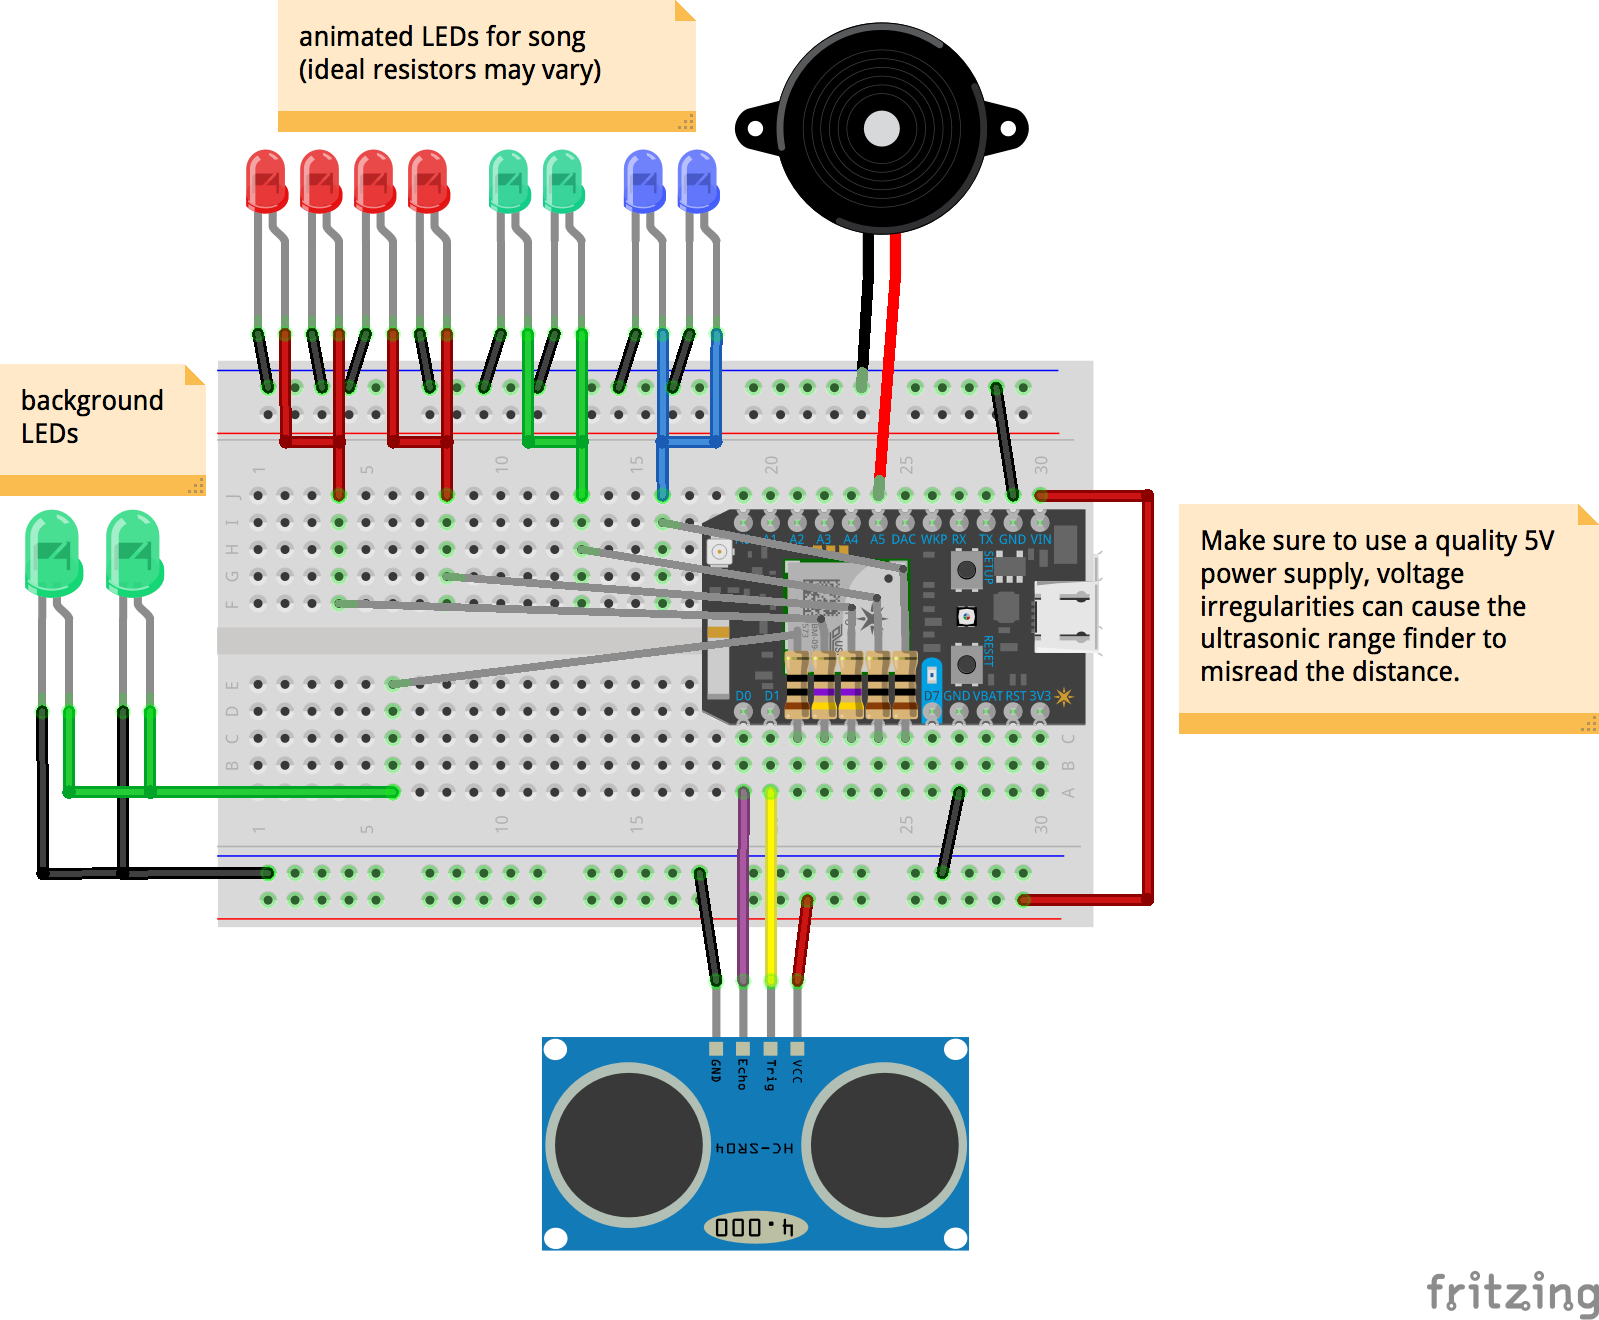 animated LEDs for song
(ideal resistors may vary)
background
LEDs
1 5 10 15 20 25 30
J
I
H
G
F
A1 A2 A3 A4 A5 DAC WKP RX TX GND VIN
SETUP
Make sure to use a quality 5V
power supply, voltage
irregularities can cause the
ultrasonic range finder to
misread the distance.
RESET
D0 D1 D7 GND VBAT RST 3V3
E
D
C C
B B
A A
1 5 10 15 25 30
GND Echo Trig VCC
HC-SR04
4.000
fritzing